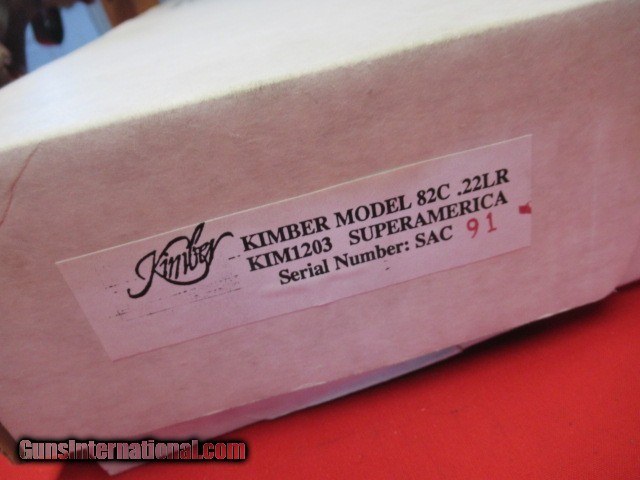 Kimber
KIMBER MODEL 82C .22LR
KIM1203 SUPERAMERICA
Serial Number: SAC 91
GunsInternational.com